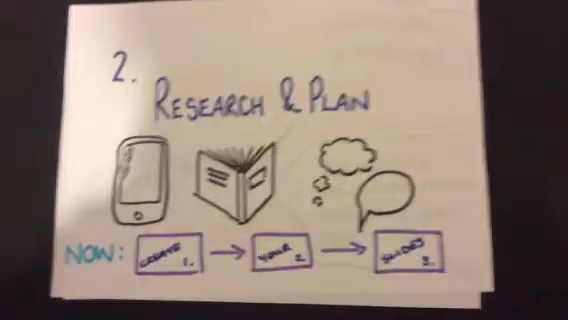 2.
RESEARCH & PLAN
NOW: CREATE 1. → YOUR 2. → SLIDES 3.